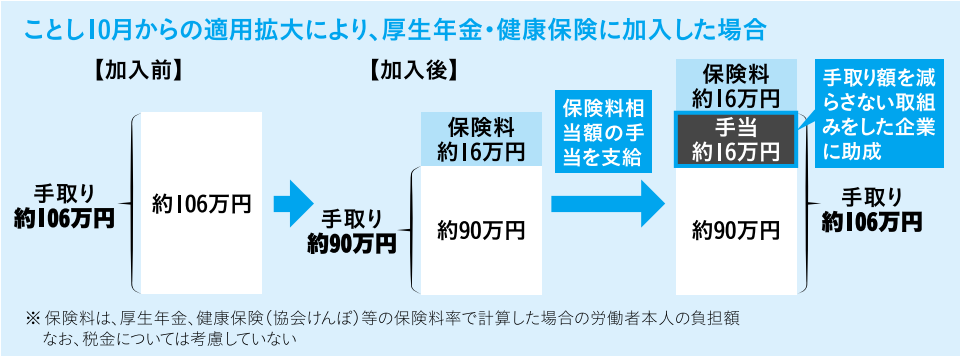 ことし10月からの適用拡大により、厚生年金・健康保険に加入した場合
【加入前】
手取り
約106万円
約106万円
【加入後】
手取り
約90万円
保険料
約16万円
約90万円
保険料相
当額の手
当を支給
保険料
約16万円
手当
約16万円
約90万円
手取り額を減
らさない取組
みをした企業
に助成
手取り
約106万円
※ 保険料は、厚生年金、健康保険(協会けんぽ)等の保険料率で計算した場合の労働者本人の負担額
なお、税金については考慮していない